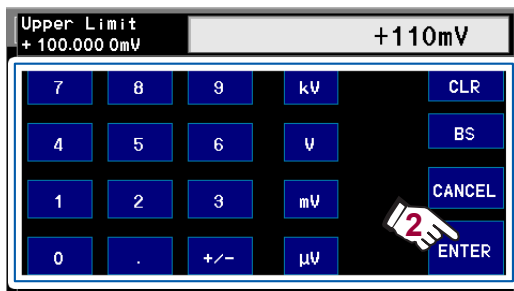 Upper Limit
+ 100.000 0mV
+110mV
7 8 9 kV CLR
4 5 6 V BS
1 2 3 mV CANCEL
2
0 . +/− µV ENTER